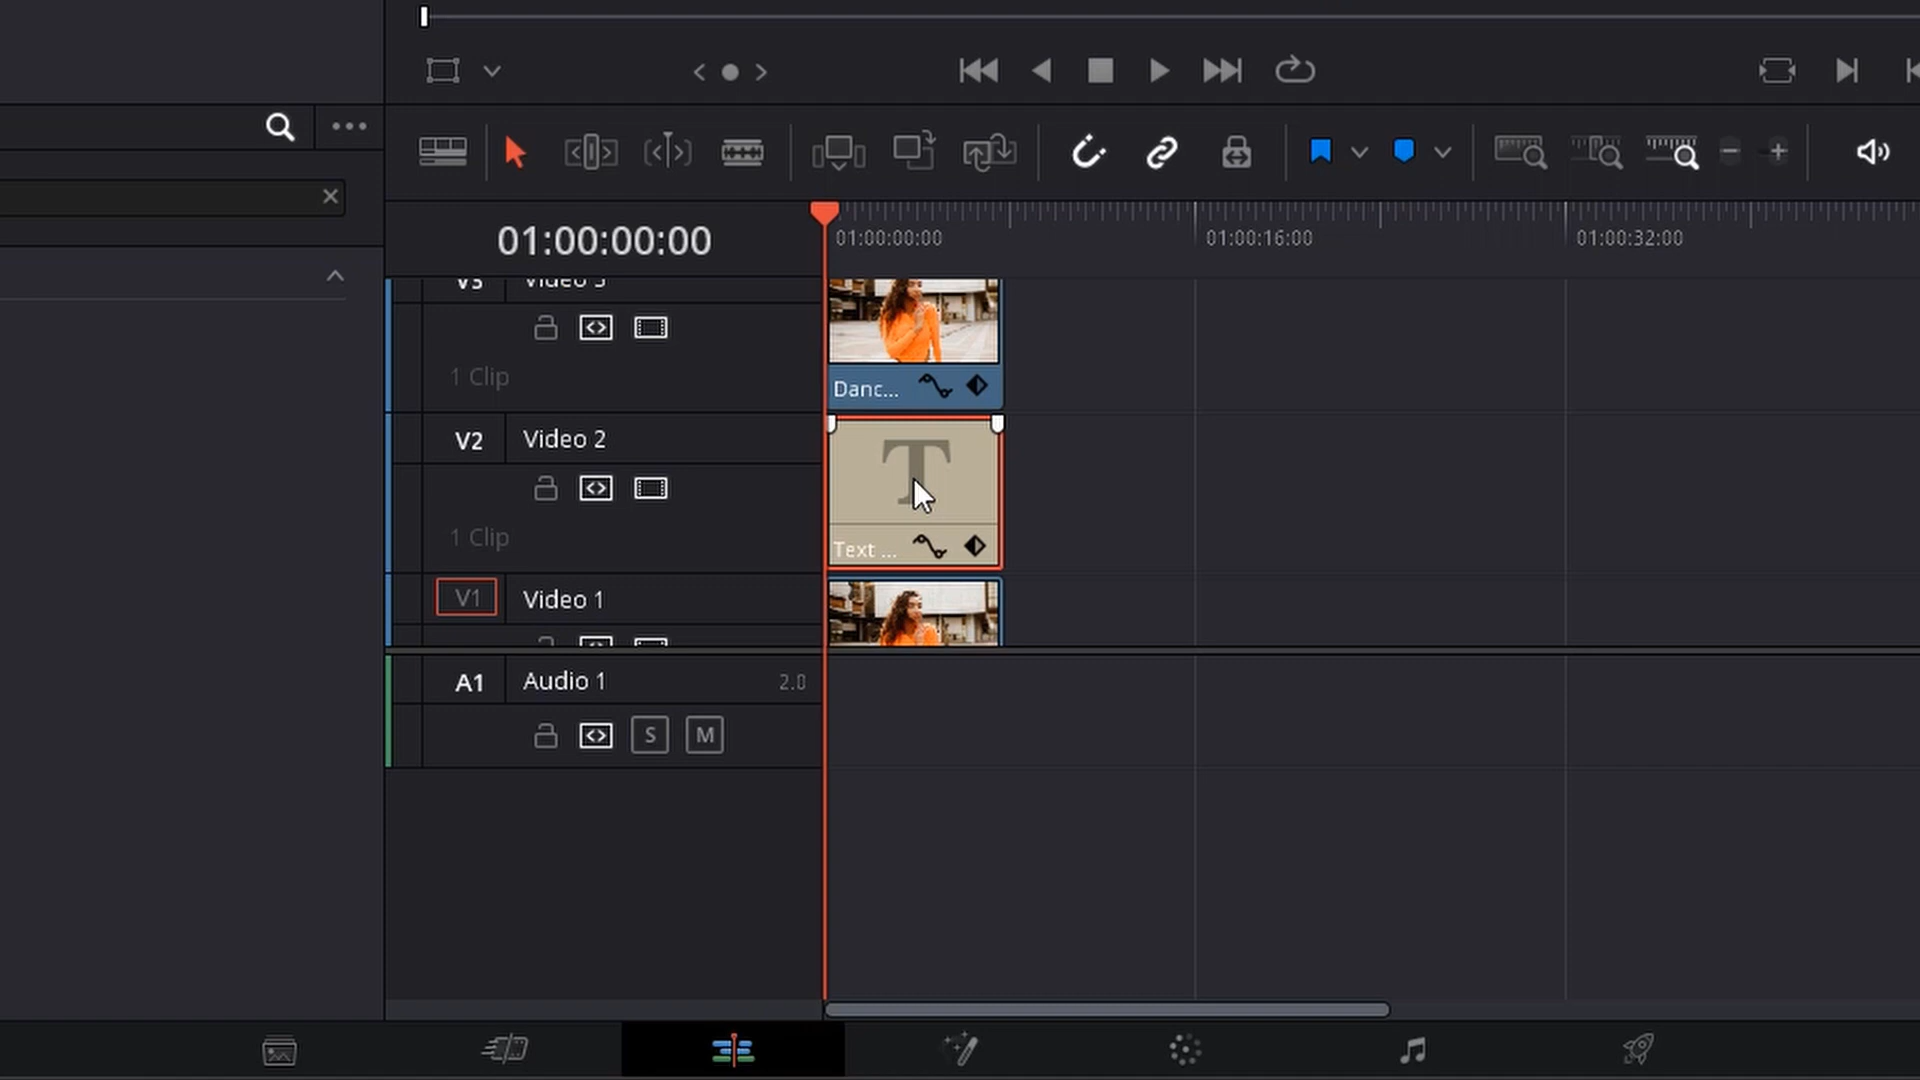 01:00:00:00
01:00:00:00
01:00:16:00
01:00:32:00
V3 Video 3
1 Clip
Danc...
V2 Video 2
1 Clip
Text ...
V1 Video 1
A1 Audio 1 2.0
S M